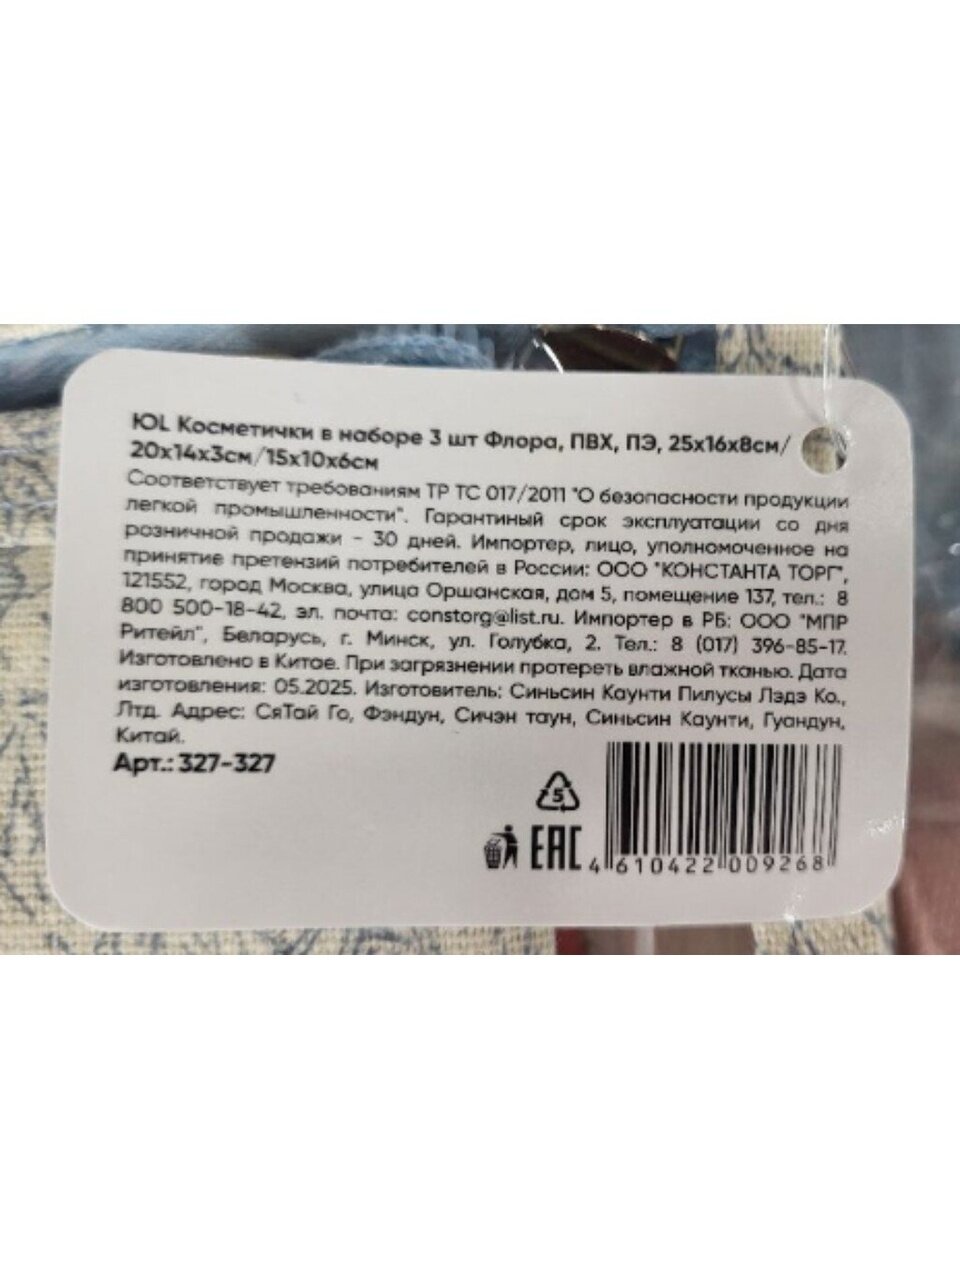 ЮL Косметички в наборе 3 шт Флора, ПВХ, ПЭ, 25х16х8см/
20х14х3см/15х10х6см
Соответствует требованиям ТР ТС 017/2011 "О безопасности продукции
легкой промышленности". Гарантиный срок эксплуатации со дня
розничной продажи - 30 дней. Импортер, лицо, уполномоченное на
принятие претензий потребителей в России: ООО "КОНСТАНТА ТОРГ",
121552, город Москва, улица Оршанская, дом 5, помещение 137, тел.: 8
800 500-18-42, эл. почта: constorg@list.ru. Импортер в РБ: ООО "МПР
Ритейл", Беларусь, г. Минск, ул. Голубка, 2. Тел.: 8 (017) 396-85-17.
Изготовлено в Китае. При загрязнении протереть влажной тканью. Дата
изготовления: 05.2025. Изготовитель: Синьсин Каунти Пилусы Лэдэ Ко.,
Лтд. Адрес: СяТай Го, Фэндун, Сичэн таун, Синьсин Каунти, Гуандун,
Китай.
Арт.: 327-327
5
EAC
4 610422 009268